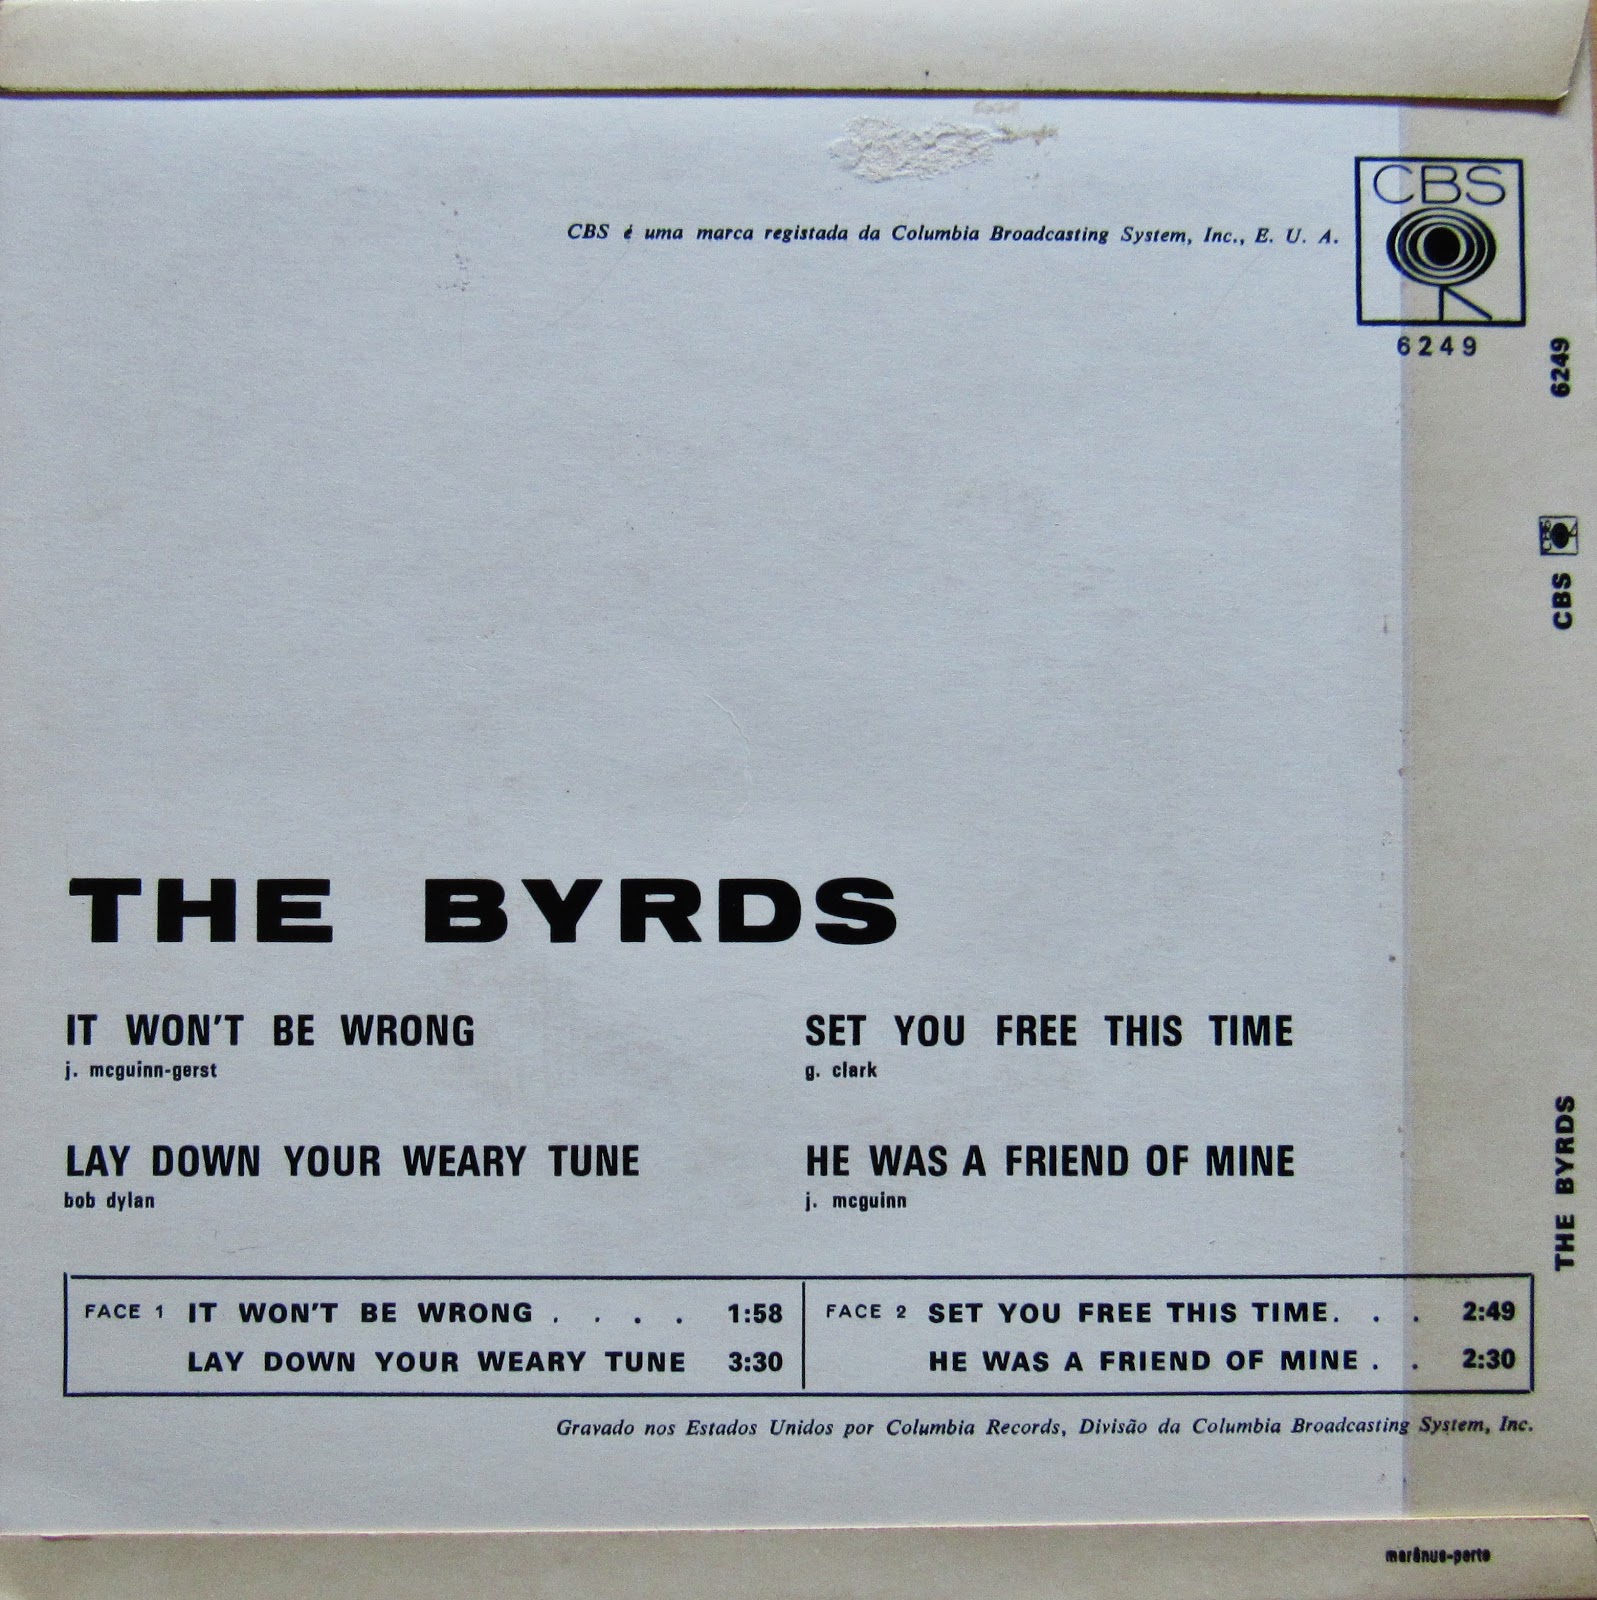 CBS é uma marca registada da Columbia Broadcasting System, Inc., E. U. A.
CBS
6249
6249
CBS
CBS
THE BYRDS
THE BYRDS
IT WON'T BE WRONG
j. mcguinn-gerst
SET YOU FREE THIS TIME
g. clark
LAY DOWN YOUR WEARY TUNE
bob dylan
HE WAS A FRIEND OF MINE
j. mcguinn
FACE 1 IT WON'T BE WRONG . . . . 1:58
LAY DOWN YOUR WEARY TUNE 3:30
FACE 2 SET YOU FREE THIS TIME. . . 2:49
HE WAS A FRIEND OF MINE . . 2:30
Gravado nos Estados Unidos por Columbia Records, Divisão da Columbia Broadcasting System, Inc.
marânus-porto